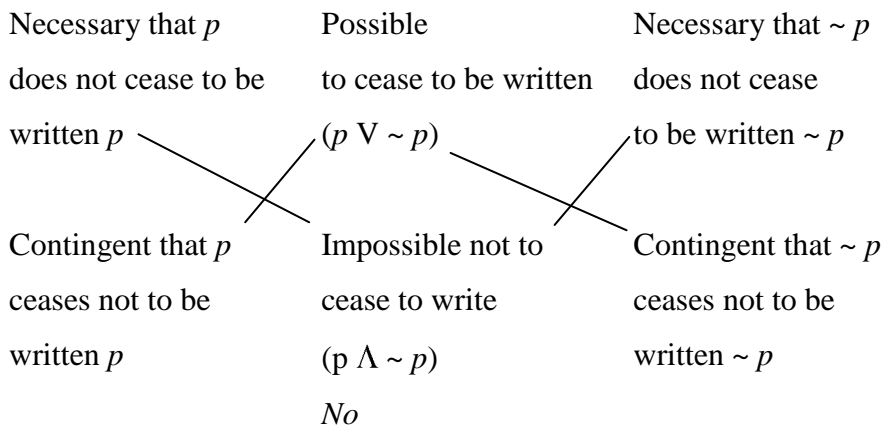 Necessary that p
does not cease to be
written p
Possible
to cease to be written
(p V ~ p)
Necessary that ~ p
does not cease
to be written ~ p
Contingent that p
ceases not to be
written p
Impossible not to
cease to write
(p Λ ~ p)
No
Contingent that ~ p
ceases not to be
written ~ p